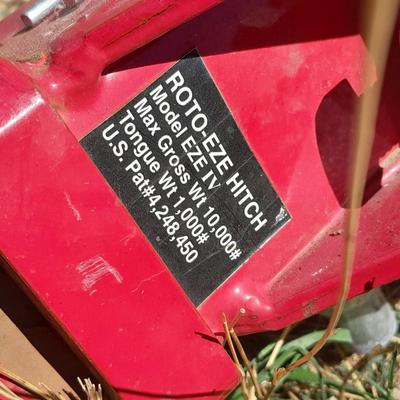 ROTO-EZE HITCH
Model EZE IV
Max Gross Wt 10,000#
Tongue Wt 1,000#
U.S. Pat#4,248,450